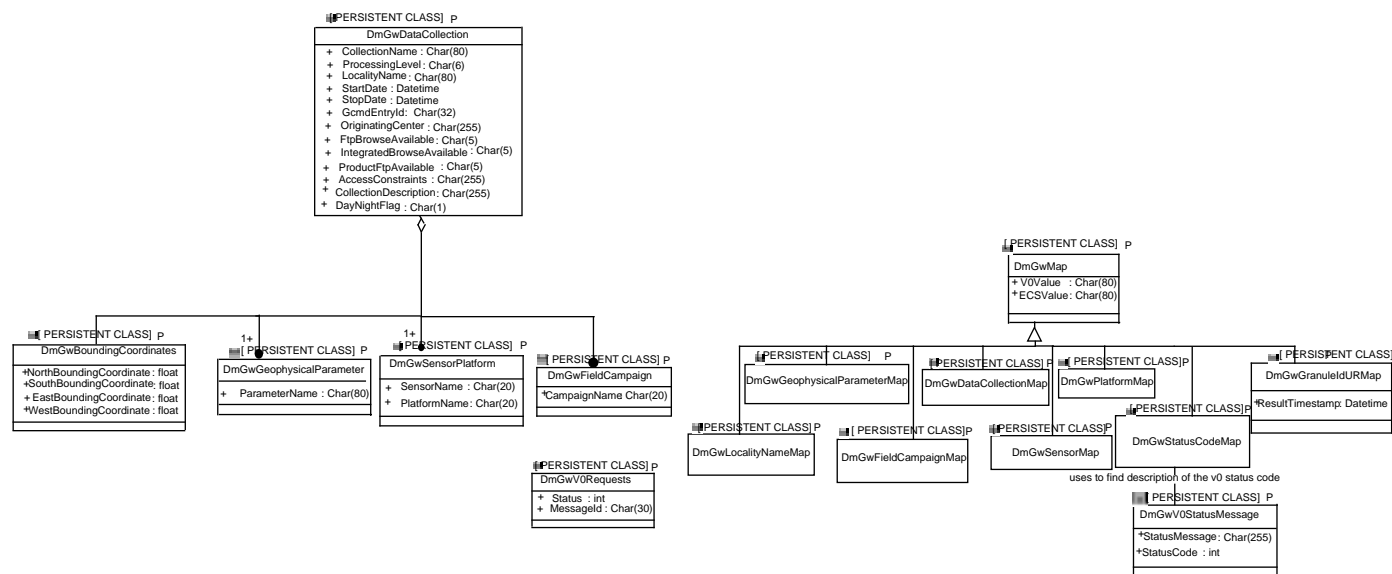 [PERSISTENT CLASS] P
DmGwDataCollection
+ CollectionName : Char(80)
+ ProcessingLevel : Char(6)
+ LocalityName : Char(80)
+ StartDate : Datetime
+ StopDate : Datetime
+ GcmdEntryId: Char(32)
+ OriginatingCenter : Char(255)
+ FtpBrowseAvailable : Char(5)
+ IntegratedBrowseAvailable : Char(5)
+ ProductFtpAvailable : Char(5)
+ AccessConstraints : Char(255)
+ CollectionDescription : Char(255)
+ DayNightFlag : Char(1)
[ PERSISTENT CLASS] P
DmGwBoundingCoordinates
+NorthBoundingCoordinate : float
+SouthBoundingCoordinate : float
+ EastBoundingCoordinate : float
+WestBoundingCoordinate : float
1+
[ PERSISTENT CLASS] P
DmGwGeophysicalParameter
+ ParameterName : Char(80)
1+
[ PERSISTENT CLASS] P
DmGwSensorPlatform
+ SensorName : Char(20)
+ PlatformName : Char(20)
[ PERSISTENT CLASS] P
DmGwFieldCampaign
+CampaignName: Char(20)
[PERSISTENT CLASS] P
DmGwV0Requests
+ Status : int
+ MessageId : Char(30)
[ PERSISTENT CLASS] P
DmGwMap
+ V0Value : Char(80)
+ ECSValue : Char(80)
[PERSISTENT CLASS] P
DmGwGeophysicalParameterMap
[ PERSISTENT CLASS] P
DmGwDataCollectionMap
[PERSISTENT CLASS] P
DmGwPlatformMap
[ PERSISTENT CLASS] P
DmGwGranuleIdURMap
+ResultTimestamp: Datetime
[ PERSISTENT CLASS] P
DmGwLocalityNameMap
[ PERSISTENT CLASS] P
DmGwFieldCampaignMap
[PERSISTENT CLASS] P
DmGwSensorMap
[ PERSISTENT CLASS] P
DmGwStatusCodeMap
uses to find description of the v0 status code
[ PERSISTENT CLASS] P
DmGwV0StatusMessage
+StatusMessage : Char(255)
+StatusCode : int